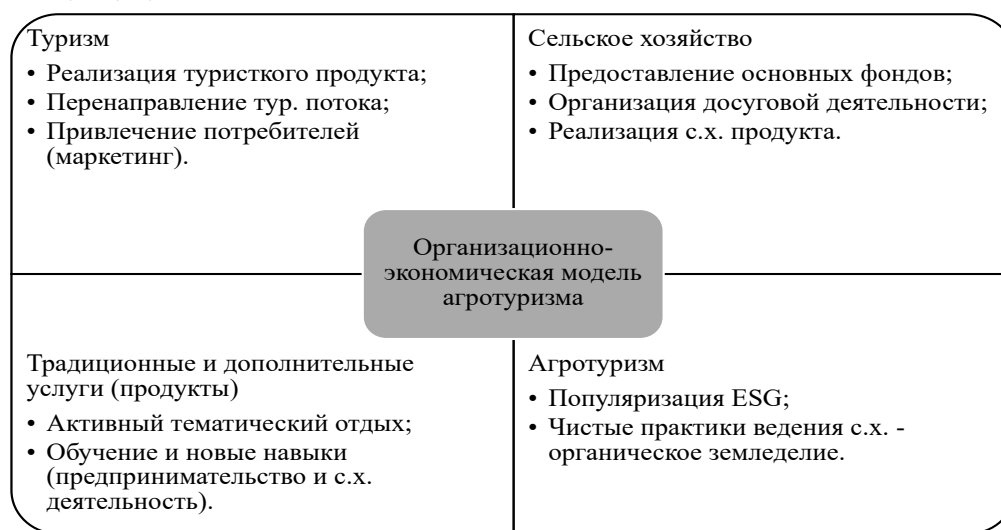 Туризм
• Реализация туристкого продукта;
• Перенаправление тур. потока;
• Привлечение потребителей
(маркетинг).
Сельское хозяйство
• Предоставление основных фондов;
• Организация досуговой деятельности;
• Реализация с.х. продукта.
Организационно-
экономическая модель
агротуризма
Традиционные и дополнительные
услуги (продукты)
• Активный тематический отдых;
• Обучение и новые навыки
(предпринимательство и с.х.
деятельность).
Агротуризм
• Популяризация ESG;
• Чистые практики ведения с.х. -
органическое земледелие.